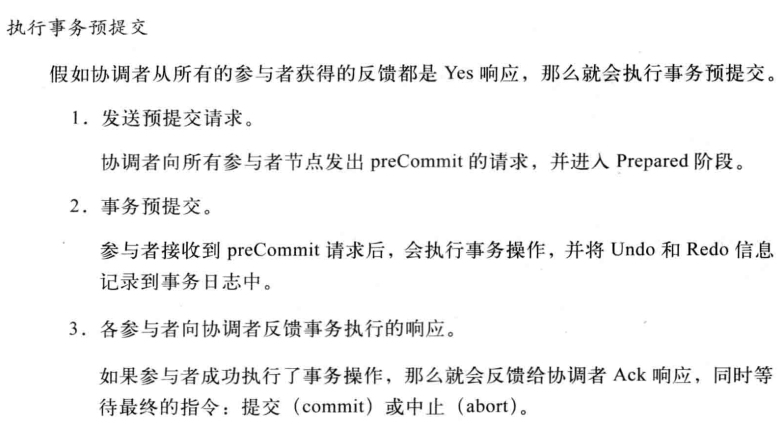 执行事务预提交
假如协调者从所有的参与者获得的反馈都是 Yes 响应，那么就会执行事务预提交。
1．发送预提交请求。
协调者向所有参与者节点发出 preCommit 的请求，并进入 Prepared 阶段。
2．事务预提交。
参与者接收到 preCommit 请求后，会执行事务操作，并将 Undo 和 Redo 信息
记录到事务日志中。
3．各参与者向协调者反馈事务执行的响应。
如果参与者成功执行了事务操作，那么就会反馈给协调者 Ack 响应，同时等
待最终的指令：提交（commit）或中止（abort）。